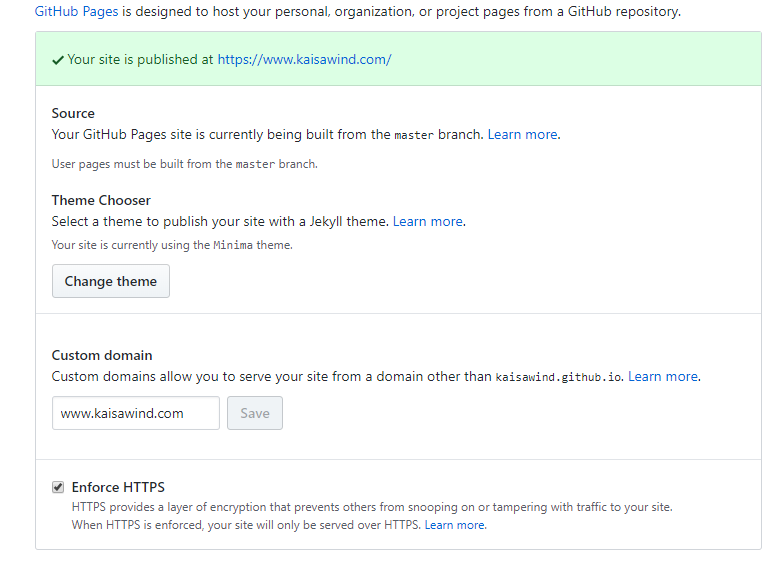 GitHub Pages is designed to host your personal, organization, or project pages from a GitHub repository.
Your site is published at https://www.kaisawind.com/
Source
Your GitHub Pages site is currently being built from the master branch. Learn more.
User pages must be built from the master branch.
Theme Chooser
Select a theme to publish your site with a Jekyll theme. Learn more.
Your site is currently using the Minima theme.
Change theme
Custom domain
Custom domains allow you to serve your site from a domain other than kaisawind.github.io. Learn more.
www.kaisawind.com Save
Enforce HTTPS
HTTPS provides a layer of encryption that prevents others from snooping on or tampering with traffic to your site.
When HTTPS is enforced, your site will only be served over HTTPS. Learn more.